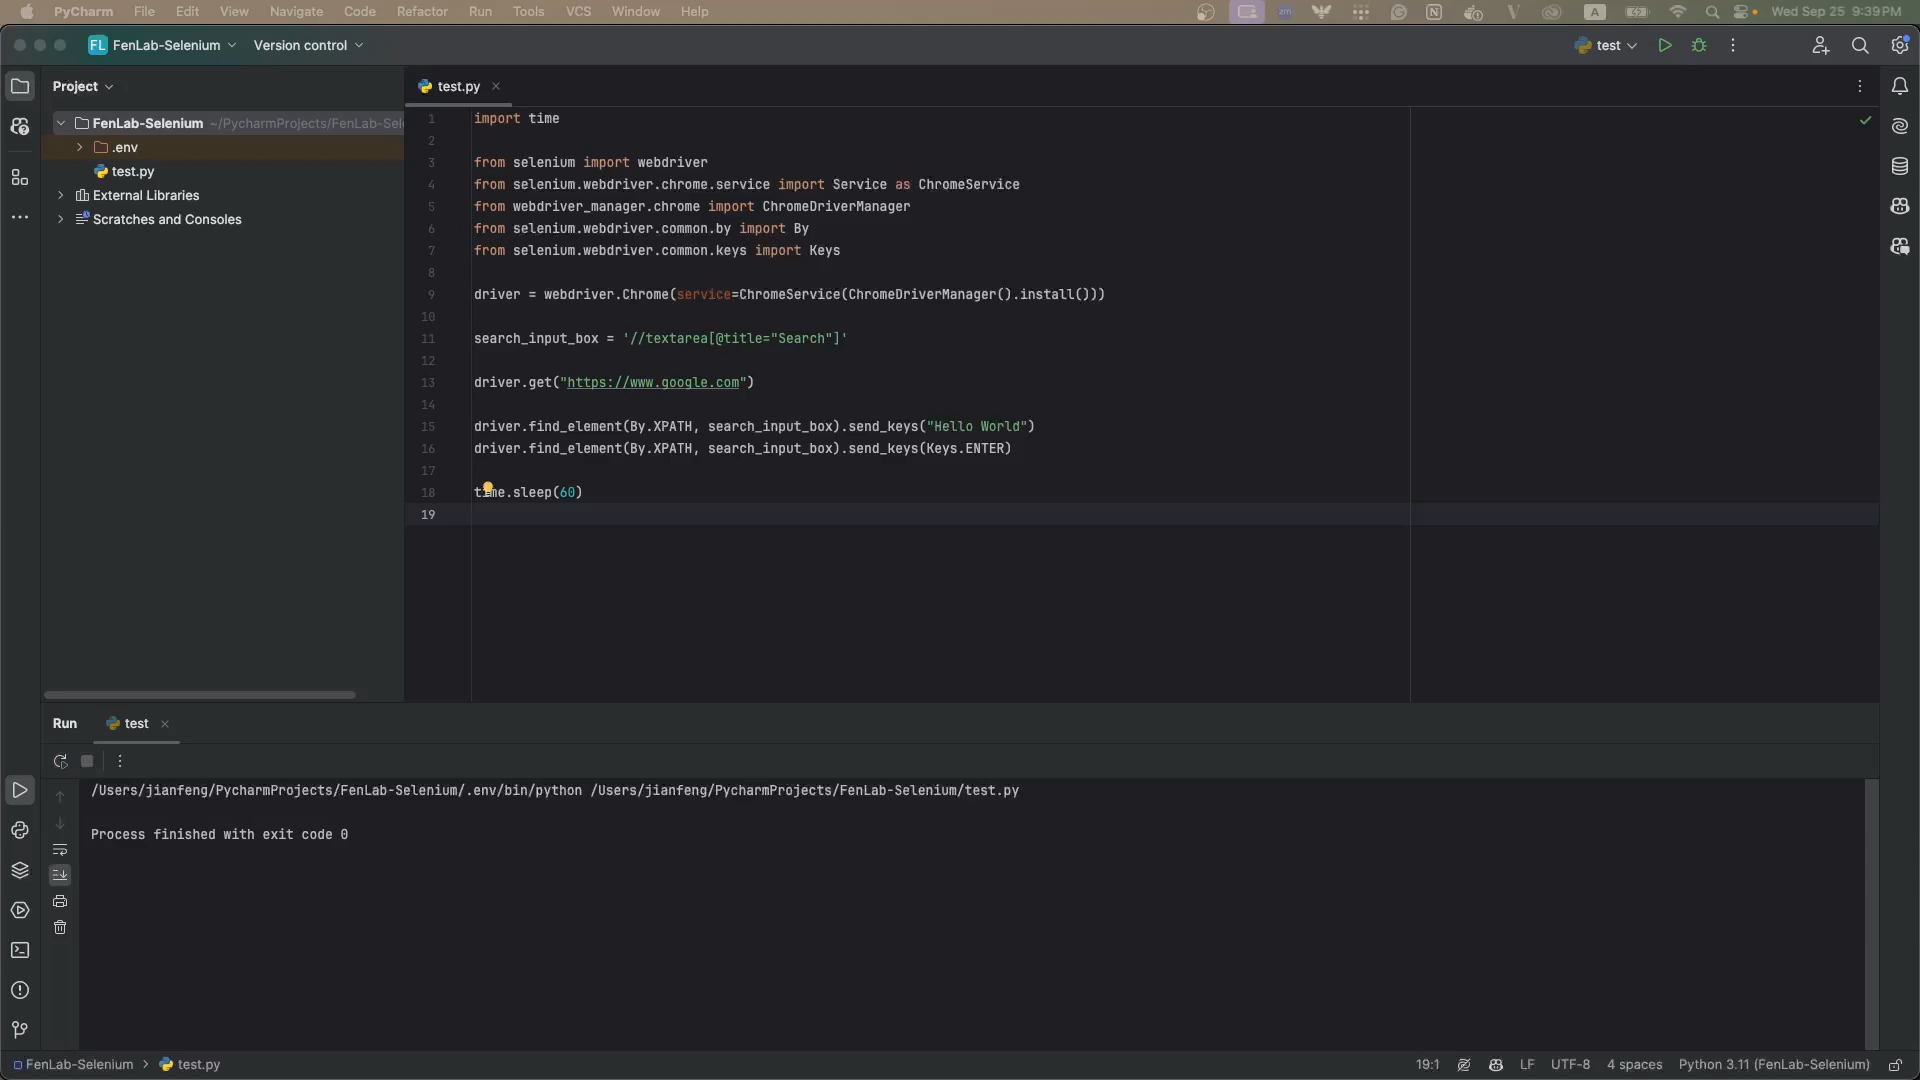 PyCharm File Edit View Navigate Code Refactor Run Tools VCS Window Help
zm N V A Wed Sep 25 9:39 PM
FL FenLab-Selenium Version control test
Project
test.py
FenLab-Selenium ~/PycharmProjects/FenLab-Sel
.env
test.py
External Libraries
Scratches and Consoles
1 import time
2
3 from selenium import webdriver
4 from selenium.webdriver.chrome.service import Service as ChromeService
5 from webdriver_manager.chrome import ChromeDriverManager
6 from selenium.webdriver.common.by import By
7 from selenium.webdriver.common.keys import Keys
8
9 driver = webdriver.Chrome(service=ChromeService(ChromeDriverManager().install()))
10
11 search_input_box = '//textarea[@title="Search"]'
12
13 driver.get("https://www.google.com")
14
15 driver.find_element(By.XPATH, search_input_box).send_keys("Hello World")
16 driver.find_element(By.XPATH, search_input_box).send_keys(Keys.ENTER)
17
18 time.sleep(60)
19
Run test
/Users/jianfeng/PycharmProjects/FenLab-Selenium/.env/bin/python /Users/jianfeng/PycharmProjects/FenLab-Selenium/test.py
Process finished with exit code 0
FenLab-Selenium > test.py
19:1 LF UTF-8 4 spaces Python 3.11 (FenLab-Selenium)